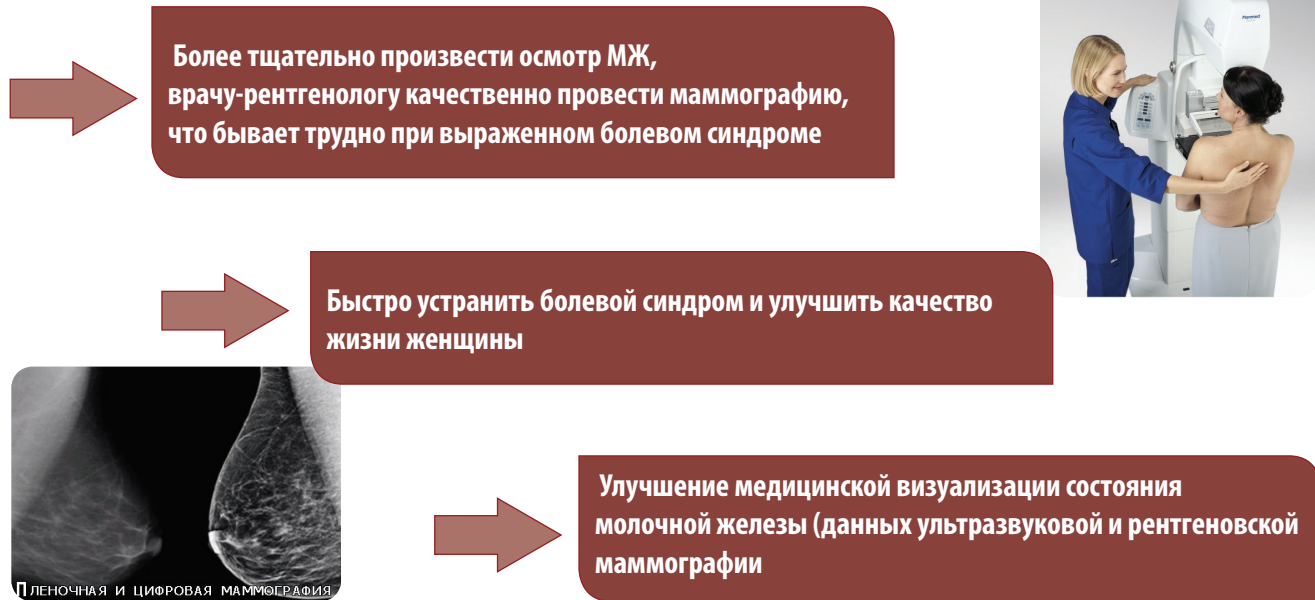 Более тщательно произвести осмотр МЖ,
врачу-рентгенологу качественно провести маммографию,
что бывает трудно при выраженном болевом синдроме
Быстро устранить болевой синдром и улучшить качество
жизни женщины
Улучшение медицинской визуализации состояния
молочной железы (данных ультразвуковой и рентгеновской
маммографии
Пленочная и цифровая маммография